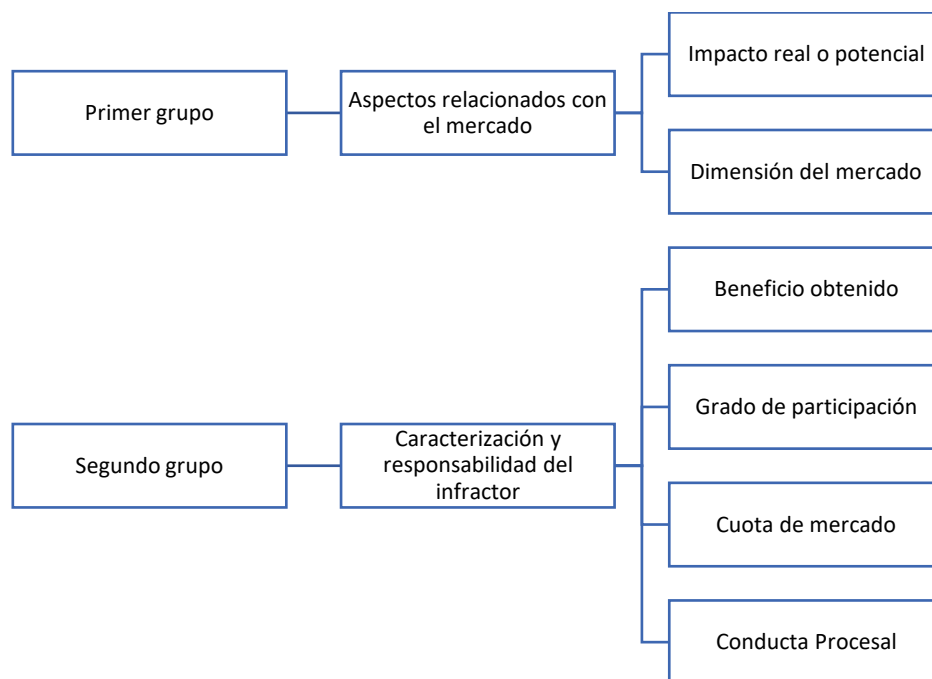 Primer grupo
Aspectos relacionados con
el mercado
Impacto real o potencial
Dimensión del mercado
Segundo grupo
Caracterización y
responsabilidad del
infractor
Beneficio obtenido
Grado de participación
Cuota de mercado
Conducta Procesal